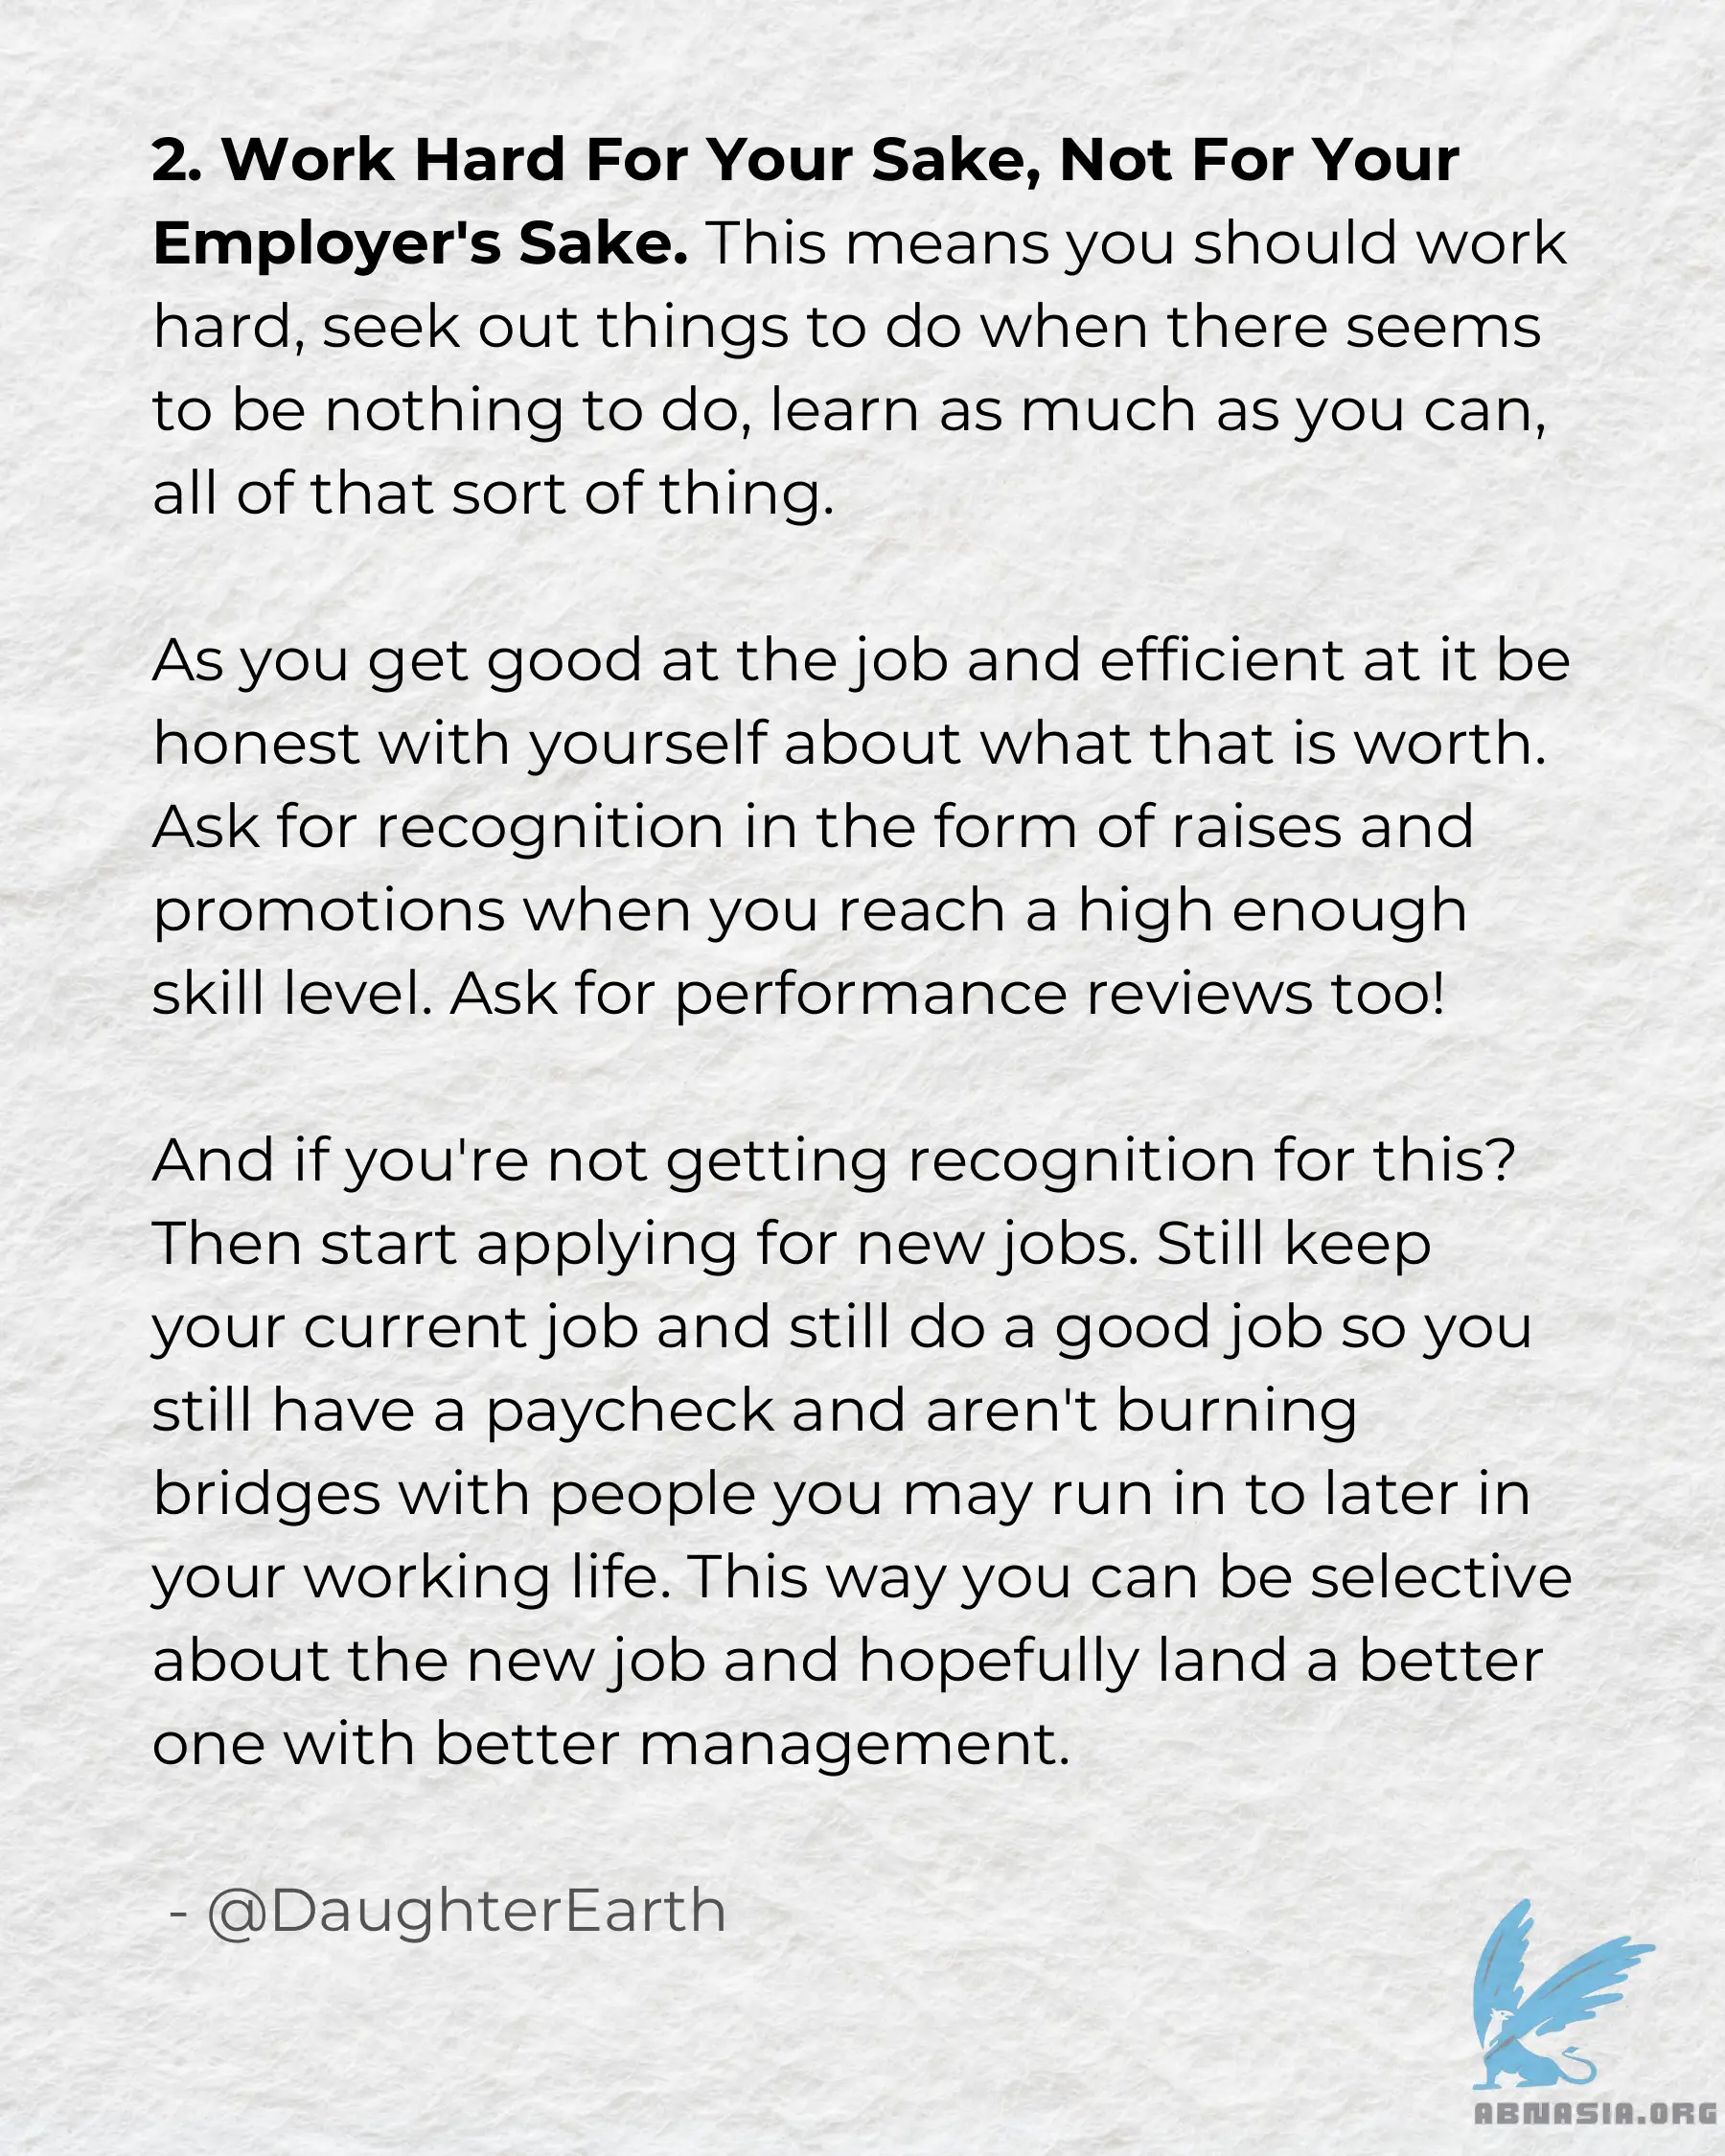 2. Work Hard For Your Sake, Not For Your
Employer's Sake. This means you should work
hard, seek out things to do when there seems
to be nothing to do, learn as much as you can,
all of that sort of thing.
As you get good at the job and efficient at it be
honest with yourself about what that is worth.
Ask for recognition in the form of raises and
promotions when you reach a high enough
skill level. Ask for performance reviews too!
And if you're not getting recognition for this?
Then start applying for new jobs. Still keep
your current job and still do a good job so you
still have a paycheck and aren't burning
bridges with people you may run in to later in
your working life. This way you can be selective
about the new job and hopefully land a better
one with better management.
- @DaughterEarth
ABNASIA.ORG